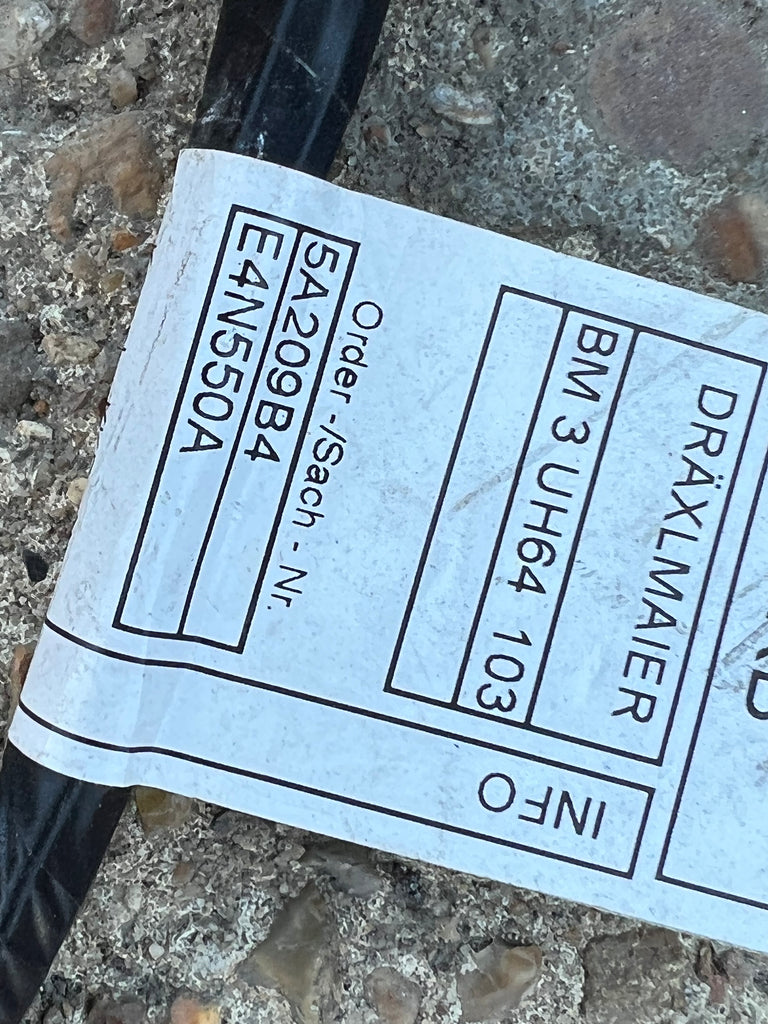 DRÄXLMAIER
BM 3 UH64 103
Order-/Sach - Nr.
5A209B4
E4N550A
INFO